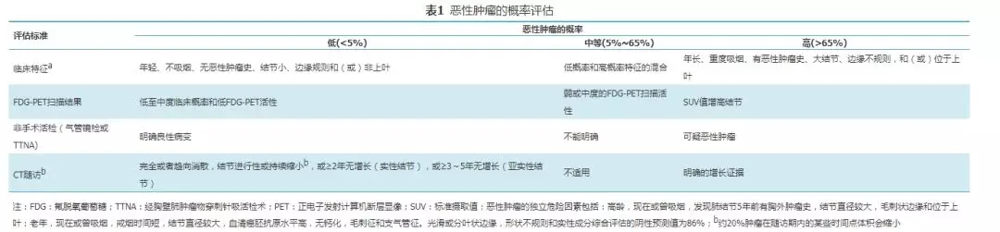 表1 恶性肿瘤的概率评估
评估标准
恶性肿瘤的概率
低(<5%)
中等(5%~65%)
高(>65%)
临床特征a
年轻、不吸烟、无恶性肿瘤史、结节小、边缘规则和（或）非上叶
低概率和高概率特征的混合
年长、重度吸烟、有恶性肿瘤史、大结节、边缘不规则，和（或）位于上
叶
FDG-PET扫描结果
低至中度临床概率和低FDG-PET活性
弱或中度的FDG-PET扫描活
性
SUV值增高结节
非手术活检（气管镜检或
TTNA)
明确良性病变
不能明确
可疑恶性肿瘤
CT随访b
完全或者趋向消散，结节进行性或持续缩小b，或≥2年无增长（实性结节），或≥3～5年无增长（亚实性结
节）
不适用
明确的增长证据
注：FDG：氟脱氧葡萄糖；TTNA：经胸壁肺肿瘤物穿刺针吸活检术；PET：正电子发射计算机断层显像；SUV：标准摄取值；恶性肿瘤的独立危险因素包括：高龄，现在或曾吸烟，发现肺结节5年前有胸外肿瘤史，结节直径较大，毛刺状边缘和位于上
叶；老年，现在或曾吸烟，戒烟时间短，结节直径较大，血清癌胚抗原水平高，无钙化，毛刺征和支气管征。光滑或分叶状边缘，形状不规则和实性成分综合评估的阴性预测值为86%；b约20%肿瘤在随访期内的某些时间点体积会缩小